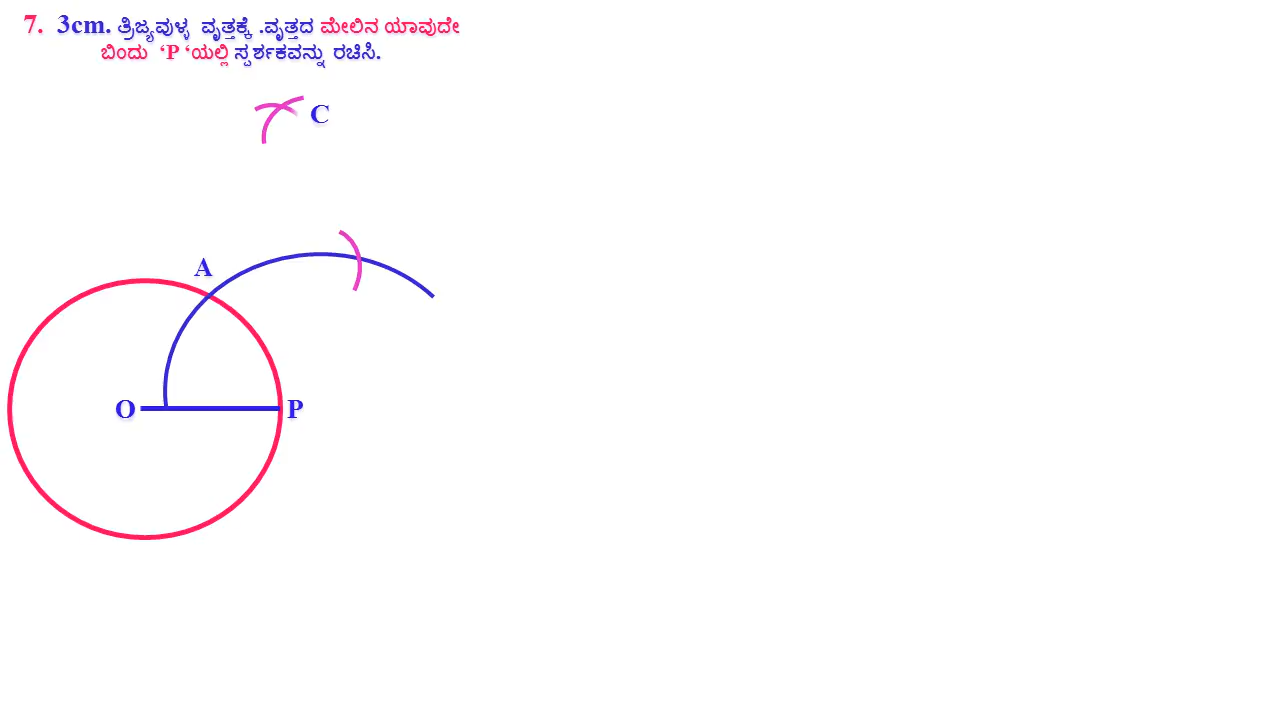 7. 3cm. ತ್ರಿಜ್ಯವುಳ್ಳ ವೃತ್ತಕ್ಕೆ .ವೃತ್ತದ ಮೇಲಿನ ಯಾವುದೇ
ಬಿಂದು ‘P ‘ಯಲ್ಲಿ ಸ್ಪರ್ಶಕವನ್ನು ರಚಿಸಿ.
C
A
O P